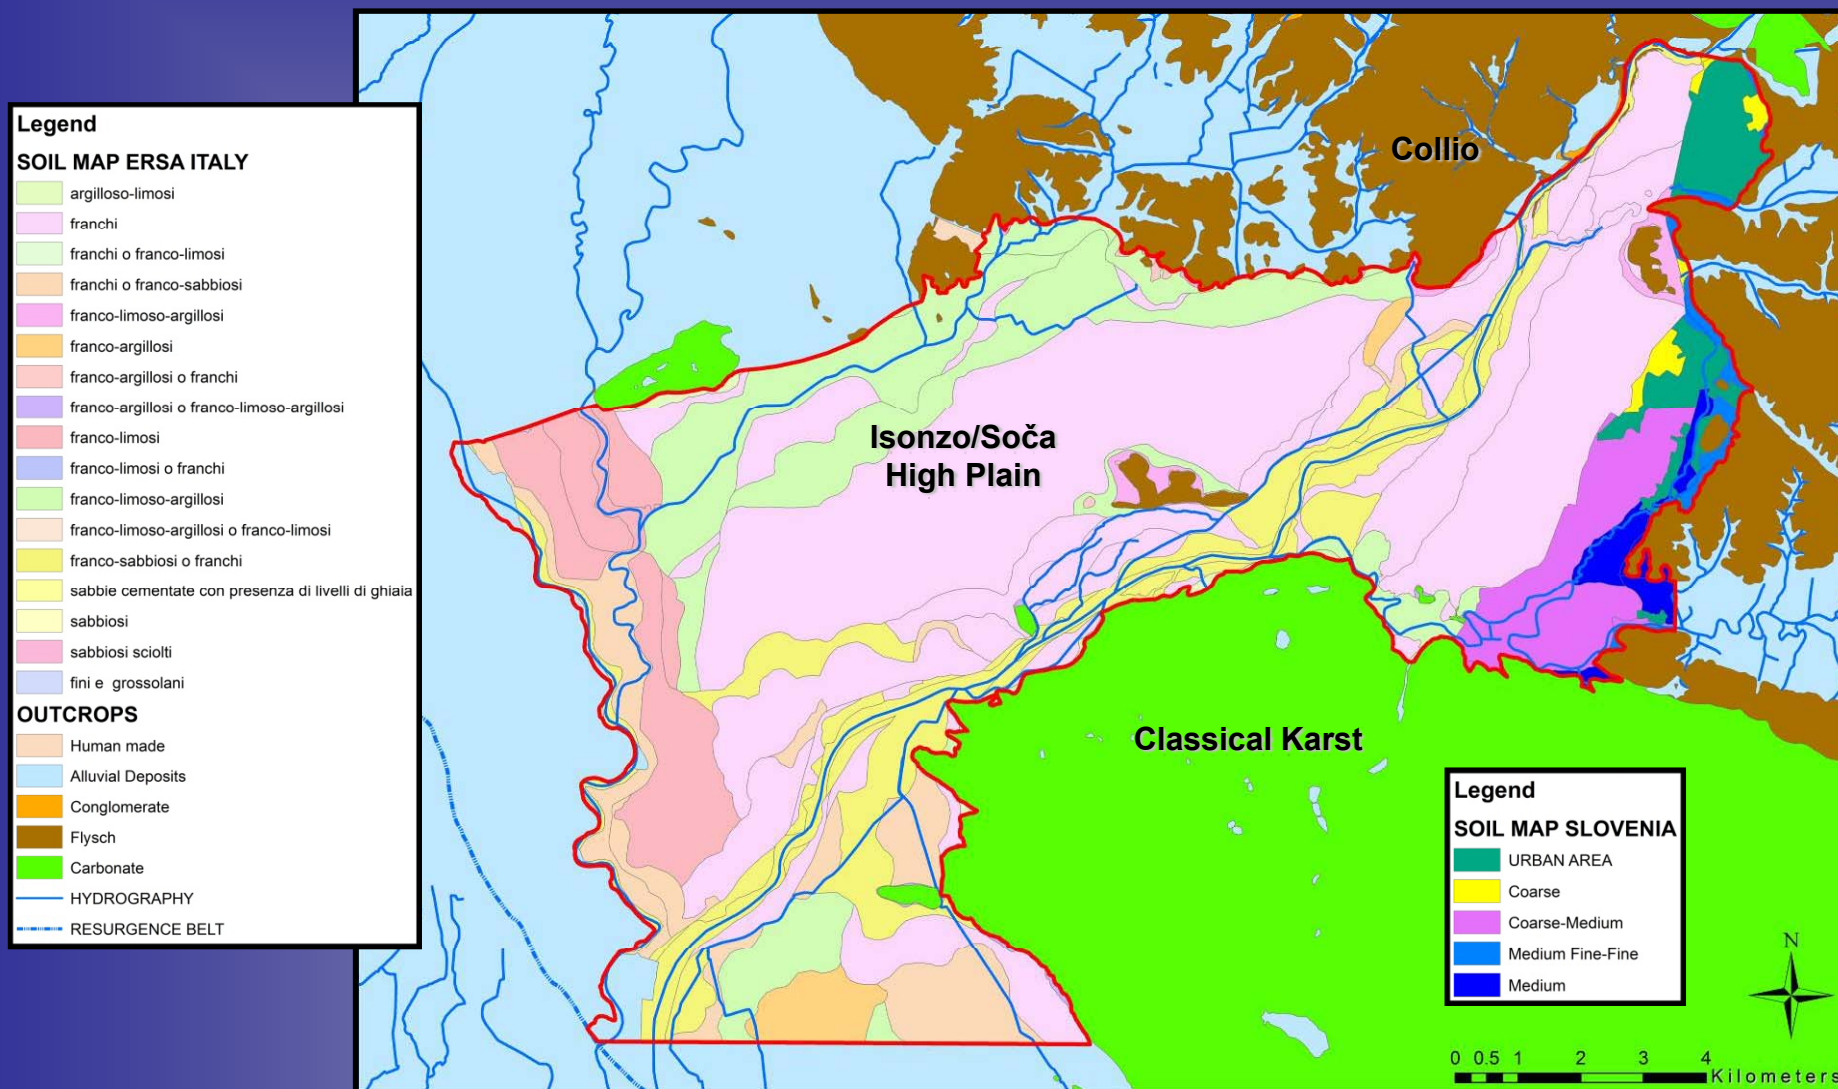 Legend
SOIL MAP ERSA ITALY
argilloso-limosi
franchi
franchi o franco-limosi
franchi o franco-sabbiosi
franco-limoso-argillosi
franco-argillosi
franco-argillosi o franchi
franco-argillosi o franco-limoso-argillosi
franco-limosi
franco-limosi o franchi
franco-limoso-argillosi
franco-limoso-argillosi o franco-limosi
franco-sabbiosi o franchi
sabbie cementate con presenza di livelli di ghiaia
sabbiosi
sabbiosi sciolti
fini e grossolani
OUTCROPS
Human made
Alluvial Deposits
Conglomerate
Flysch
Carbonate
HYDROGRAPHY
RESURGENCE BELT
Collio
Isonzo/Soča
High Plain
Classical Karst
Legend
SOIL MAP SLOVENIA
URBAN AREA
Coarse
Coarse-Medium
Medium Fine-Fine
Medium
N
0 0.5 1 2 3 4
Kilometers